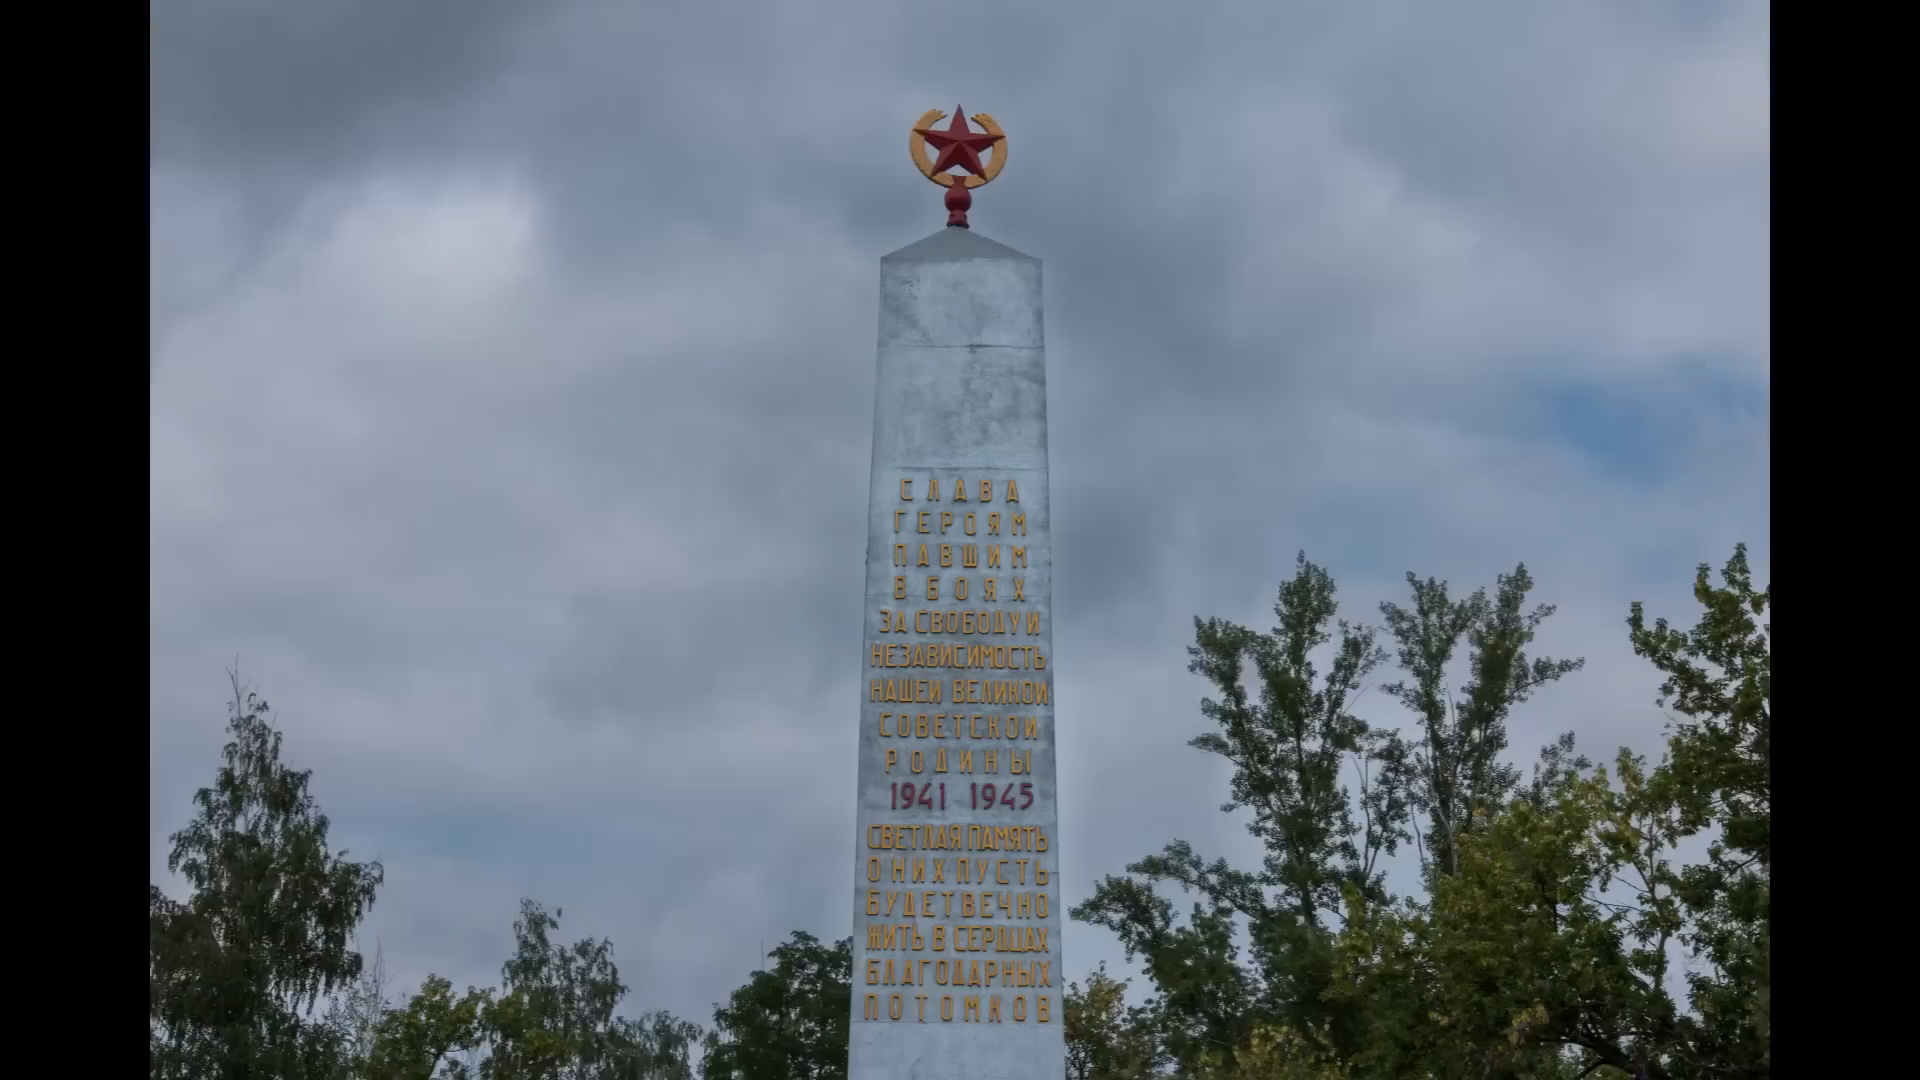 СЛАВА
ГЕРОЯМ
ПАВШИМ
В БОЯХ
ЗА СВОБОДУ И
НЕЗАВИСИМОСТЬ
НАШЕЙ ВЕЛИКОЙ
СОВЕТСКОЙ
РОДИНЫ
1941 1945
СВЕТЛАЯ ПАМЯТЬ
О НИХ ПУСТЬ
БУДЕТ ВЕЧНО
ЖИТЬ В СЕРДЦАХ
БЛАГОДАРНЫХ
ПОТОМКОВ